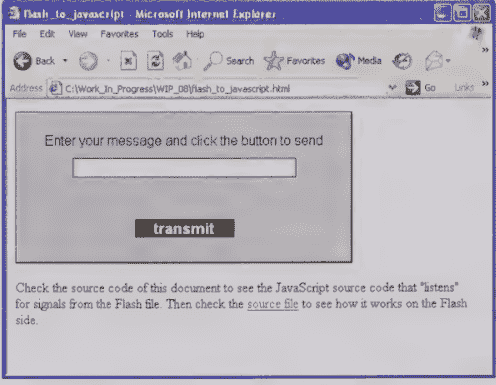 flash_to_javascript - Microsoft Internet Explorer
File Edit View Favorites Tools Help
Back Search Favorites Media
Address C:\Work_In_Progress\WIP_08\flash_to_javascript.html Go Links
Enter your message and click the button to send
transmit
Check the source code of this document to see the JavaScript source code that "listens"
for signals from the Flash file. Then check the source file to see how it works on the Flash
side.